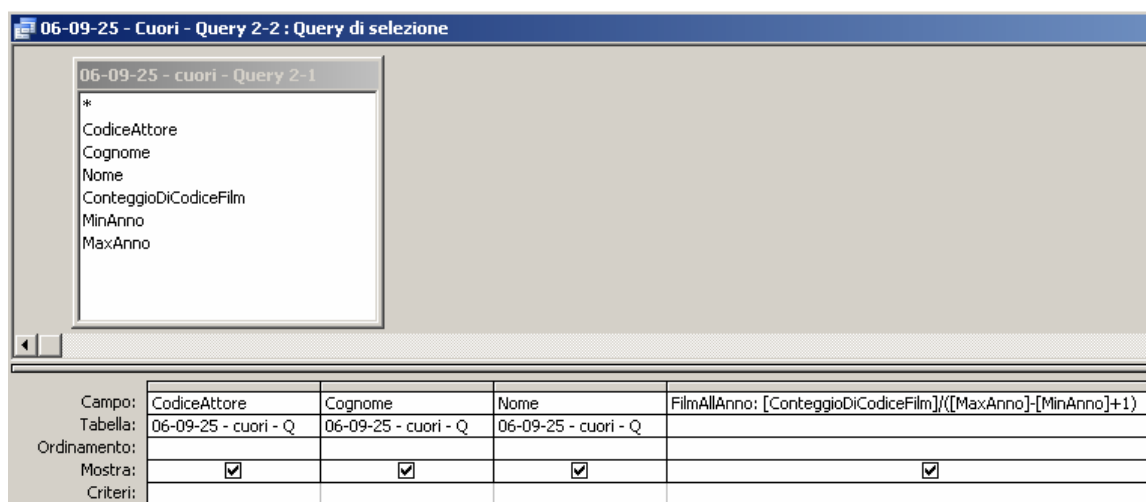 06-09-25 - Cuori - Query 2-2 : Query di selezione
06-09-25 - cuori - Query 2-1
*
CodiceAttore
Cognome
Nome
ConteggioDiCodiceFilm
MinAnno
MaxAnno
Campo: CodiceAttore Cognome Nome FilmAllAnno: [ConteggioDiCodiceFilm]/([MaxAnno]-[MinAnno]+1)
Tabella: 06-09-25 - cuori - Q 06-09-25 - cuori - Q 06-09-25 - cuori - Q
Ordinamento:
Mostra:
Criteri: